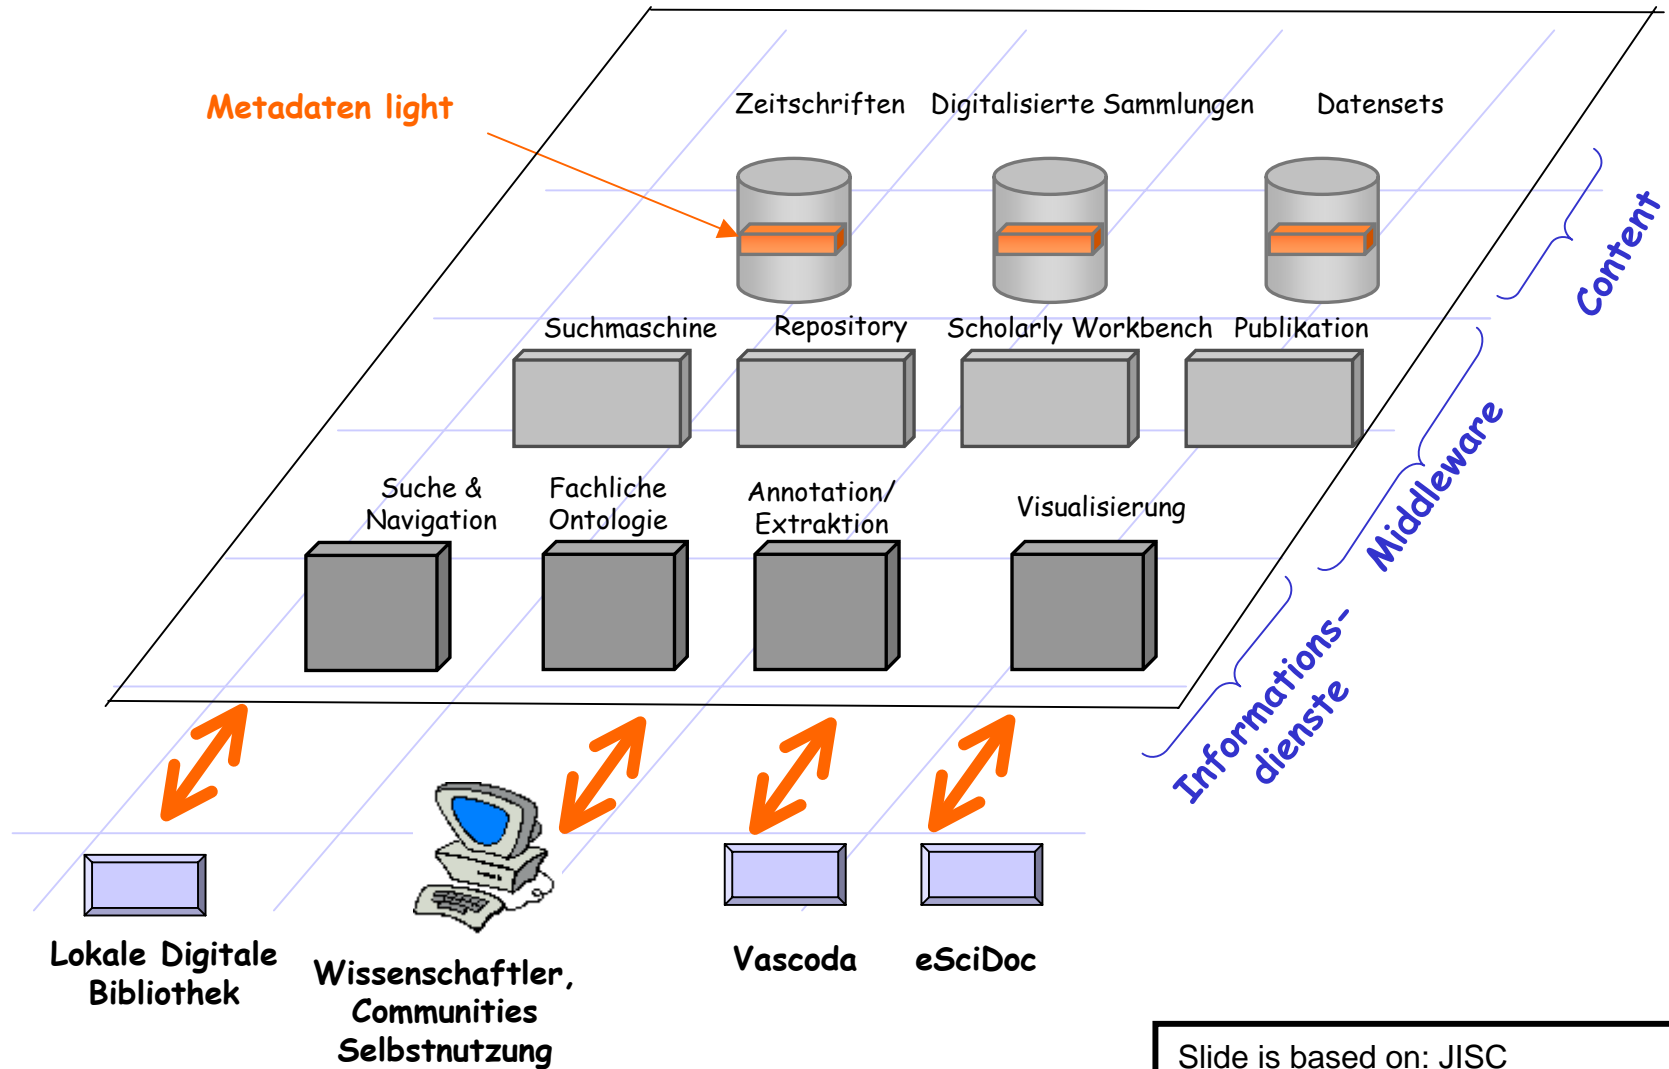 Metadaten light
Zeitschriften
Digitalisierte Sammlungen
Datensets
Content
Suchmaschine
Repository
Scholarly Workbench
Publikation
Middleware
Suche &
Navigation
Fachliche
Ontologie
Annotation/
Extraktion
Visualisierung
Informations-
dienste
Lokale Digitale
Bibliothek
Wissenschaftler,
Communities
Selbstnutzung
Vascoda
eSciDoc
Slide is based on: JISC